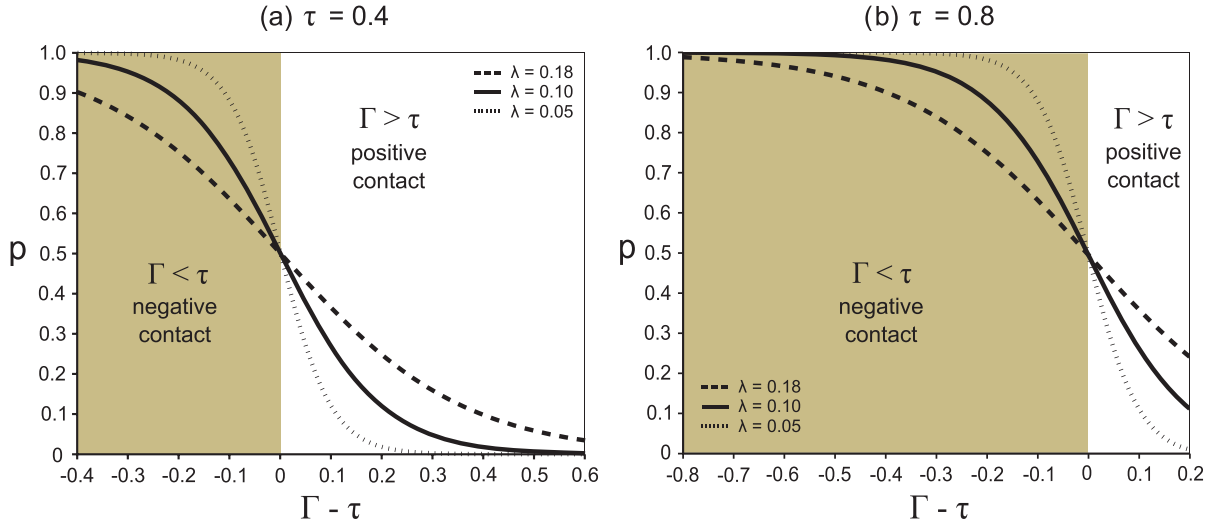 (a) τ = 0.4
1.0
0.9
0.8
0.7
0.6
0.5
0.4
0.3
0.2
0.1
0
p
λ = 0.18
λ = 0.10
λ = 0.05
Γ > τ
positive
contact
Γ < τ
negative
contact
-0.4 -0.3 -0.2 -0.1 0 0.1 0.2 0.3 0.4 0.5 0.6
Γ - τ
(b) τ = 0.8
1.0
0.9
0.8
0.7
0.6
0.5
0.4
0.3
0.2
0.1
0
p
Γ > τ
positive
contact
Γ < τ
negative
contact
λ = 0.18
λ = 0.10
λ = 0.05
-0.8 -0.7 -0.6 -0.5 -0.4 -0.3 -0.2 -0.1 0 0.1 0.2
Γ - τ